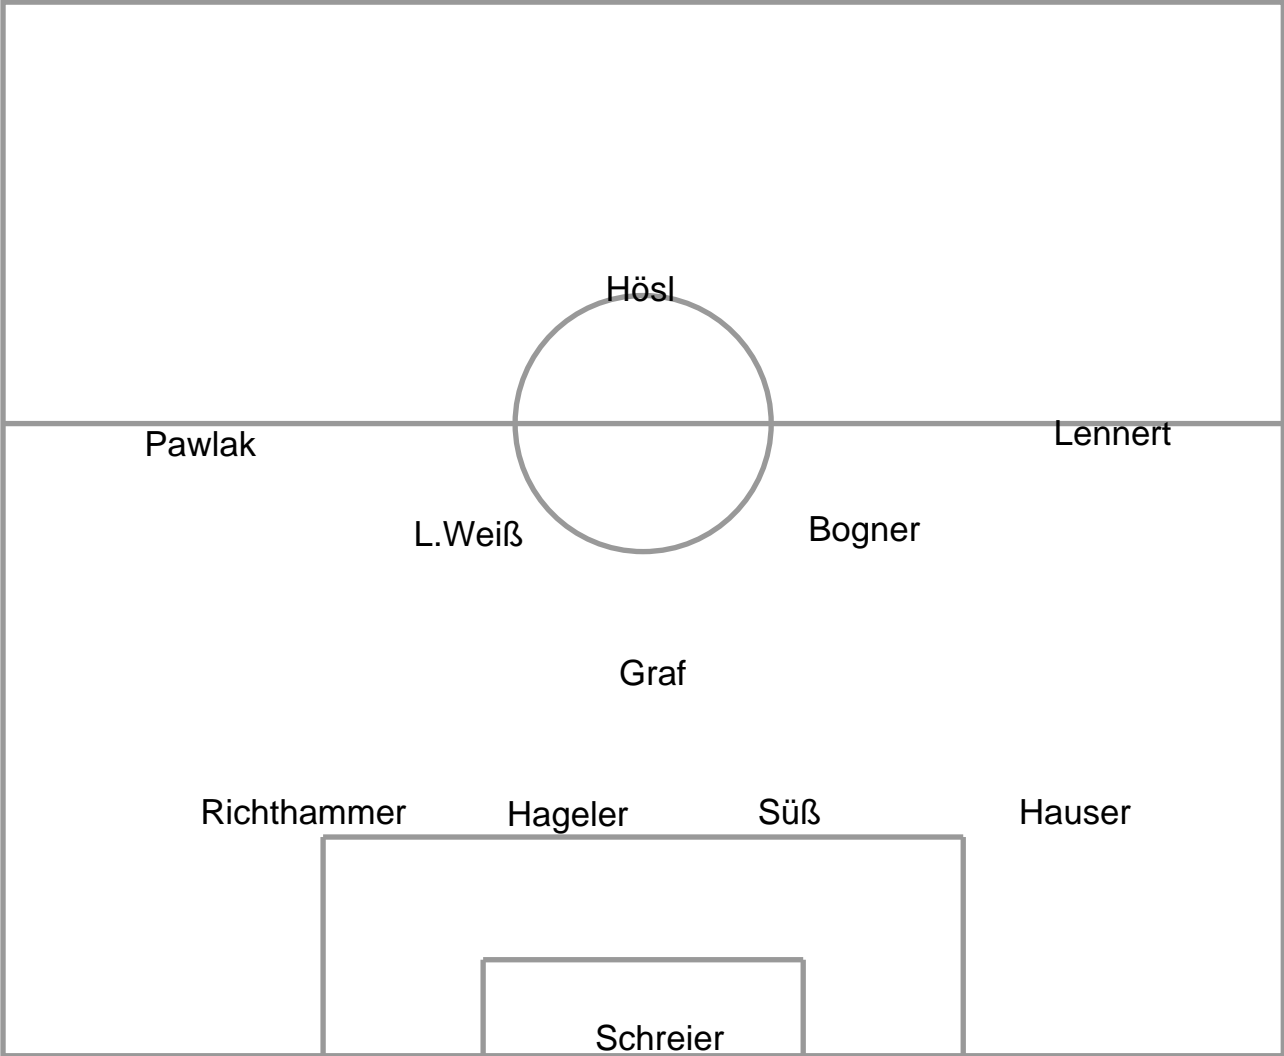 Hösl
Pawlak
Lennert
L.Weiß
Bogner
Graf
Richthammer
Hageler
Süß
Hauser
Schreier